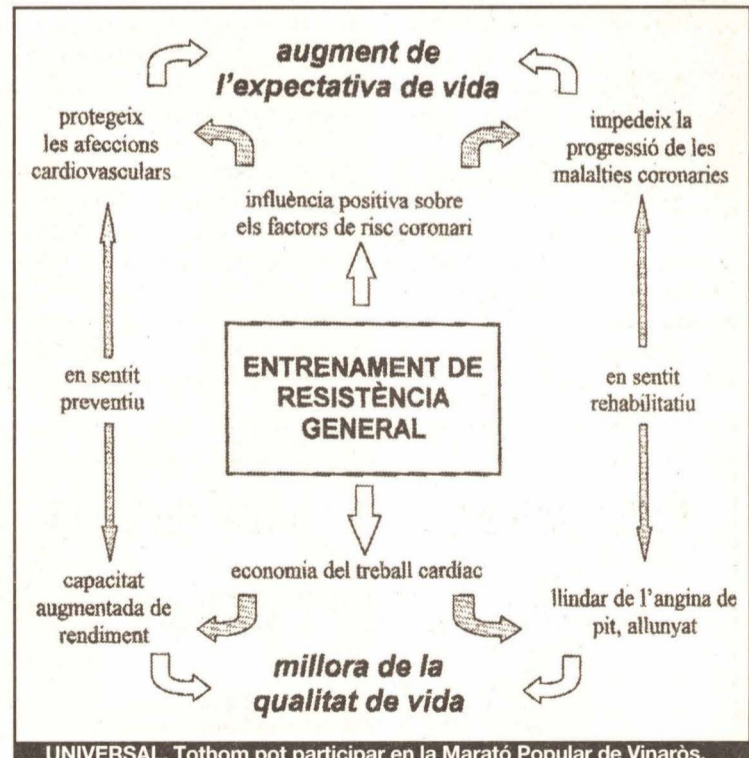 augment de
l'expectativa de vida
protegeix
les afeccions
cardiovasculars
impedeix la
progressió de les
malalties coronaries
influència positiva sobre
els factors de risc coronari
ENTRENAMENT DE
RESISTÈNCIA
GENERAL
en sentit
preventiu
en sentit
rehabilitatiu
economia del treball cardíac
capacitat
augmentada de
rendiment
llindar de l'angina de
pit, allunyat
millora de la
qualitat de vida
UNIVERSAL. Tothom pot participar en la Marató Popular de Vinaròs.